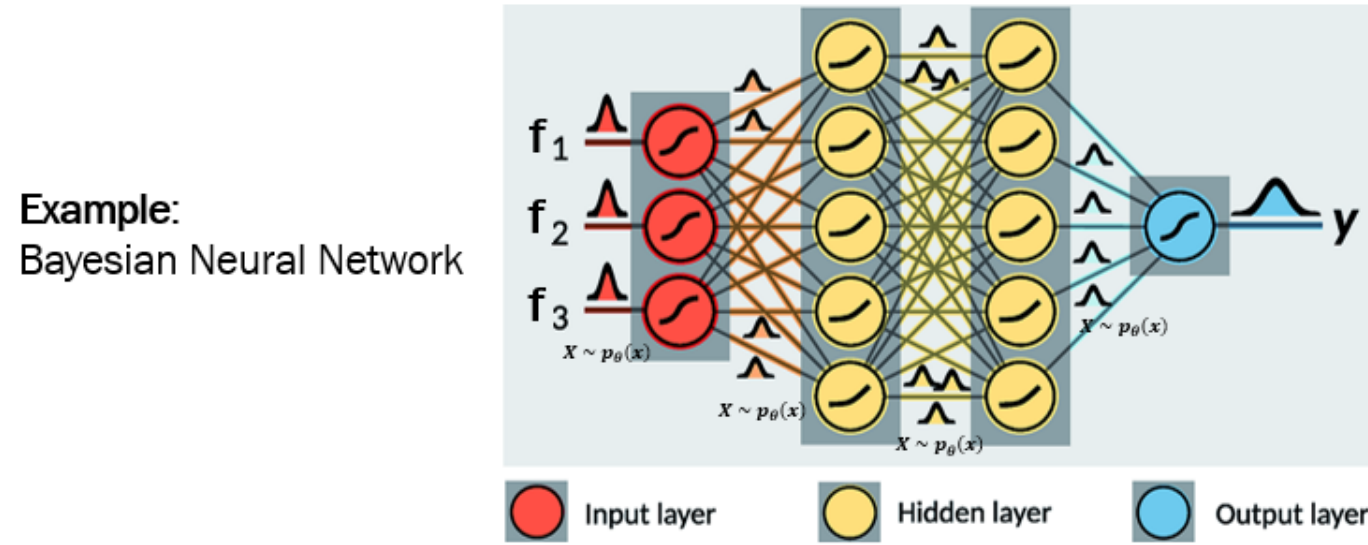 Example:
Bayesian Neural Network
f1
f2
f3
y
X ~ pθ(x)
X ~ pθ(x)
X ~ pθ(x)
X ~ pθ(x)
Input layer
Hidden layer
Output layer